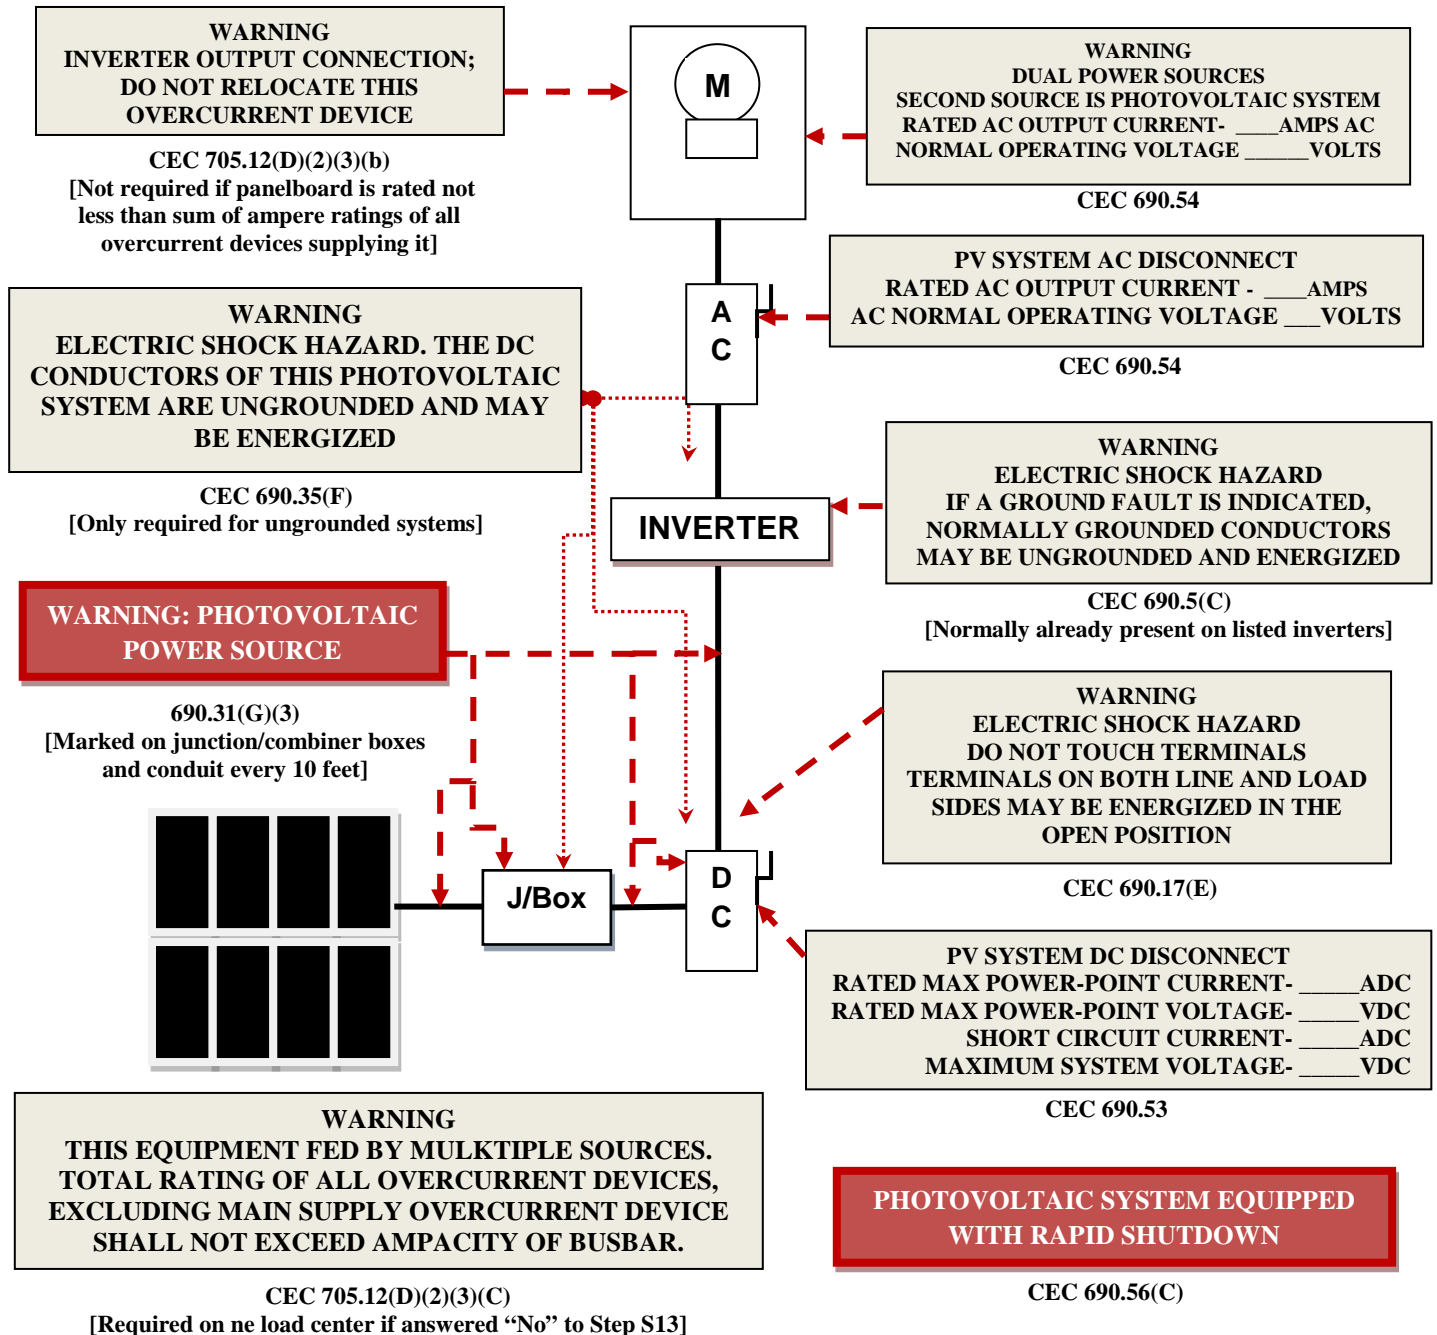 WARNING
INVERTER OUTPUT CONNECTION;
DO NOT RELOCATE THIS
OVERCURRENT DEVICE
CEC 705.12(D)(2)(3)(b)
[Not required if panelboard is rated not
less than sum of ampere ratings of all
overcurrent devices supplying it]
M
WARNING
DUAL POWER SOURCES
SECOND SOURCE IS PHOTOVOLTAIC SYSTEM
RATED AC OUTPUT CURRENT- ____AMPS AC
NORMAL OPERATING VOLTAGE ______VOLTS
CEC 690.54
PV SYSTEM AC DISCONNECT
RATED AC OUTPUT CURRENT - ____AMPS
AC NORMAL OPERATING VOLTAGE ___VOLTS
CEC 690.54
A
C
WARNING
ELECTRIC SHOCK HAZARD. THE DC
CONDUCTORS OF THIS PHOTOVOLTAIC
SYSTEM ARE UNGROUNDED AND MAY
BE ENERGIZED
CEC 690.35(F)
[Only required for ungrounded systems]
INVERTER
WARNING
ELECTRIC SHOCK HAZARD
IF A GROUND FAULT IS INDICATED,
NORMALLY GROUNDED CONDUCTORS
MAY BE UNGROUNDED AND ENERGIZED
CEC 690.5(C)
[Normally already present on listed inverters]
WARNING: PHOTOVOLTAIC
POWER SOURCE
690.31(G)(3)
[Marked on junction/combiner boxes
and conduit every 10 feet]
WARNING
ELECTRIC SHOCK HAZARD
DO NOT TOUCH TERMINALS
TERMINALS ON BOTH LINE AND LOAD
SIDES MAY BE ENERGIZED IN THE
OPEN POSITION
CEC 690.17(E)
J/Box
D
C
PV SYSTEM DC DISCONNECT
RATED MAX POWER-POINT CURRENT- _____ADC
RATED MAX POWER-POINT VOLTAGE- _____VDC
SHORT CIRCUIT CURRENT- _____ADC
MAXIMUM SYSTEM VOLTAGE- _____VDC
CEC 690.53
WARNING
THIS EQUIPMENT FED BY MULKTIPLE SOURCES.
TOTAL RATING OF ALL OVERCURRENT DEVICES,
EXCLUDING MAIN SUPPLY OVERCURRENT DEVICE
SHALL NOT EXCEED AMPACITY OF BUSBAR.
CEC 705.12(D)(2)(3)(C)
[Required on ne load center if answered “No” to Step S13]
PHOTOVOLTAIC SYSTEM EQUIPPED
WITH RAPID SHUTDOWN
CEC 690.56(C)